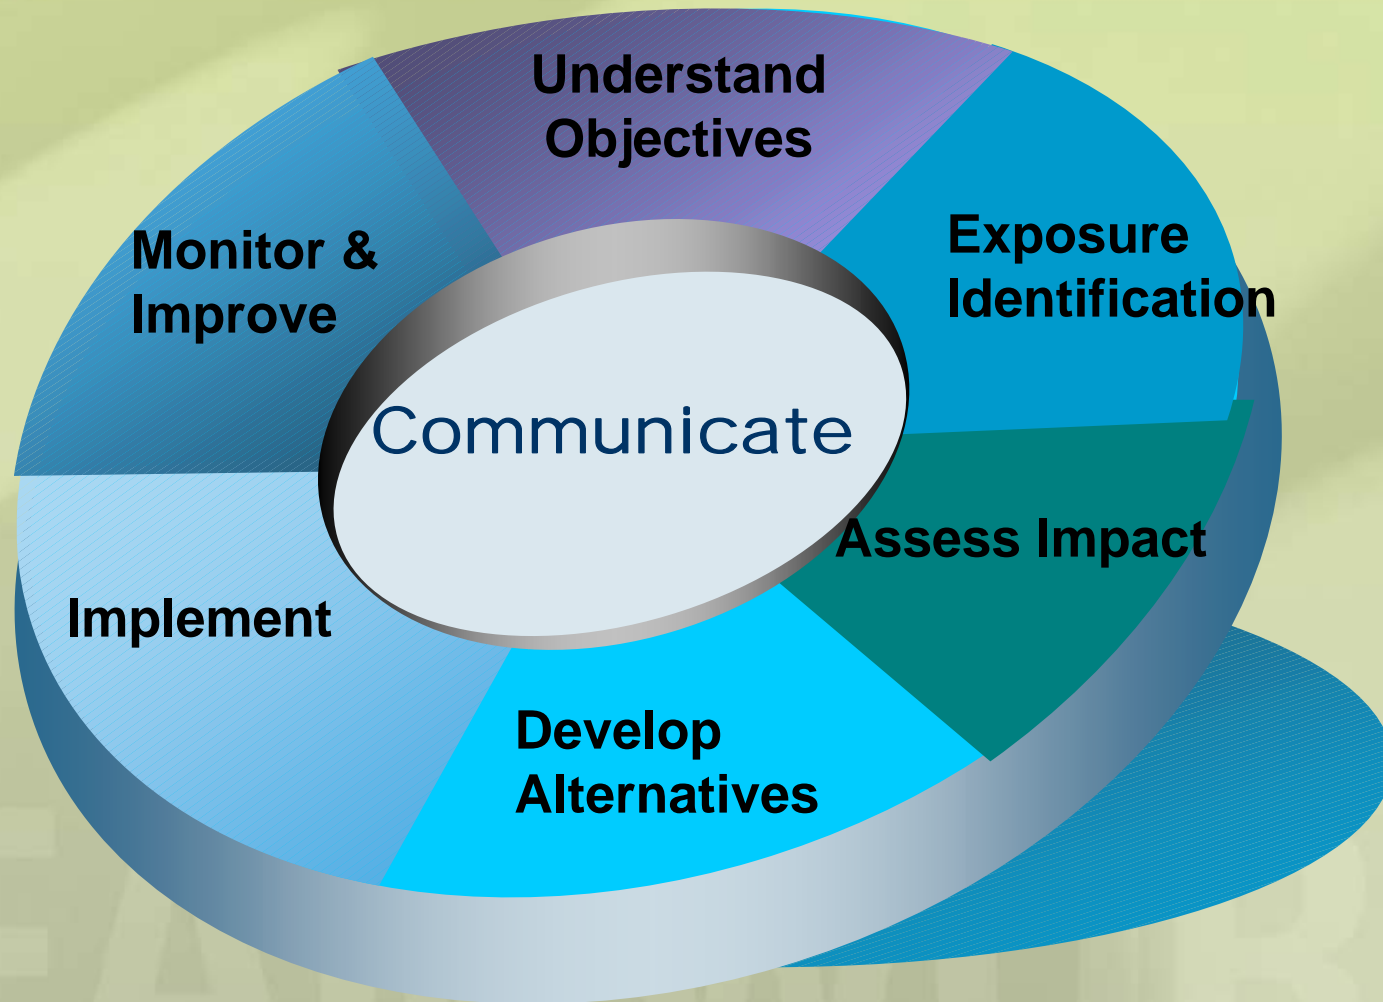 Understand
Objectives
Exposure
Identification
Assess Impact
Develop
Alternatives
Implement
Monitor &
Improve
Communicate